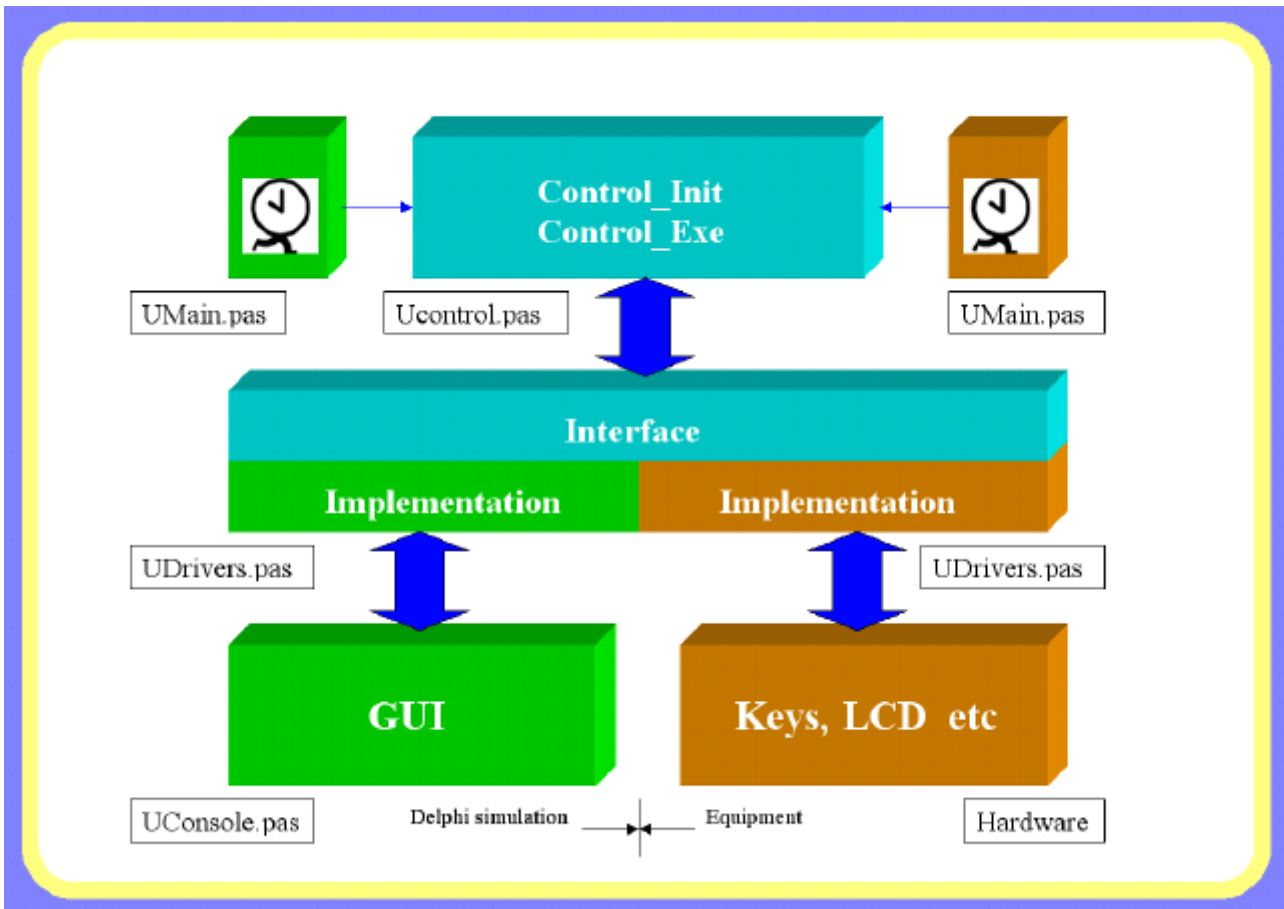 Control_Init
Control_Exe
UMain.pas
Ucontrol.pas
UMain.pas
Interface
Implementation
Implementation
UDrivers.pas
UDrivers.pas
GUI
Keys, LCD etc
UConsole.pas
Delphi simulation
Equipment
Hardware